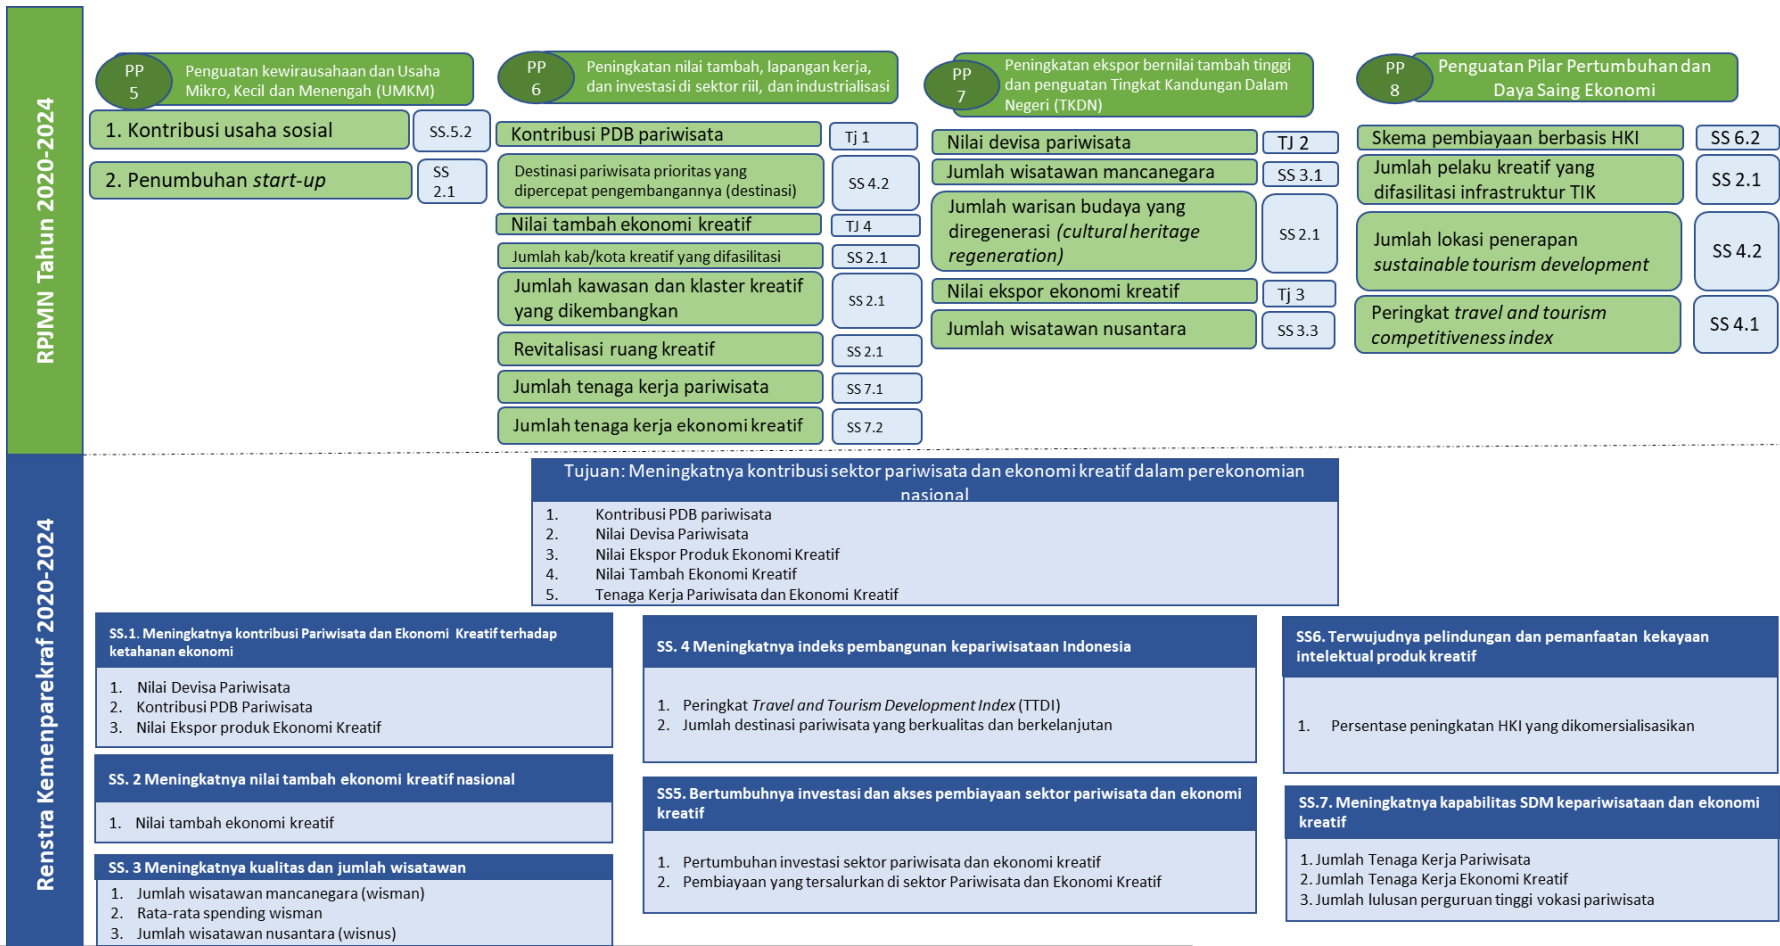 RPJMN Tahun 2020-2024
PP
5
Penguatan kewirausahaan dan Usaha
Mikro, Kecil dan Menengah (UMKM)
1. Kontribusi usaha sosial
SS.5.2
2. Penumbuhan start-up
SS
2.1
PP
6
Peningkatan nilai tambah, lapangan kerja,
dan investasi di sektor riil, dan industrialisasi
Kontribusi PDB pariwisata
Tj 1
Destinasi pariwisata prioritas yang
dipercepat pengembangannya (destinasi)
SS 4.2
Nilai tambah ekonomi kreatif
TJ 4
Jumlah kab/kota kreatif yang difasilitasi
SS 2.1
Jumlah kawasan dan klaster kreatif
yang dikembangkan
SS 2.1
Revitalisasi ruang kreatif
SS 2.1
Jumlah tenaga kerja pariwisata
SS 7.1
Jumlah tenaga kerja ekonomi kreatif
SS 7.2
PP
7
Peningkatan ekspor bernilai tambah tinggi
dan penguatan Tingkat Kandungan Dalam
Negeri (TKDN)
Nilai devisa pariwisata
TJ 2
Jumlah wisatawan mancanegara
SS 3.1
Jumlah warisan budaya yang
diregenerasi (cultural heritage
regeneration)
SS 2.1
Nilai ekspor ekonomi kreatif
Tj 3
Jumlah wisatawan nusantara
SS 3.3
PP
8
Penguatan Pilar Pertumbuhan dan
Daya Saing Ekonomi
Skema pembiayaan berbasis HKI
SS 6.2
Jumlah pelaku kreatif yang
difasilitasi infrastruktur TIK
SS 2.1
Jumlah lokasi penerapan
sustainable tourism development
SS 4.2
Peringkat travel and tourism
competitiveness index
SS 4.1
Renstra Kemenparekraf 2020-2024
Tujuan: Meningkatnya kontribusi sektor pariwisata dan ekonomi kreatif dalam perekonomian
nasional
1. Kontribusi PDB pariwisata
2. Nilai Devisa Pariwisata
3. Nilai Ekspor Produk Ekonomi Kreatif
4. Nilai Tambah Ekonomi Kreatif
5. Tenaga Kerja Pariwisata dan Ekonomi Kreatif
SS.1. Meningkatnya kontribusi Pariwisata dan Ekonomi Kreatif terhadap
ketahanan ekonomi
1. Nilai Devisa Pariwisata
2. Kontribusi PDB Pariwisata
3. Nilai Ekspor produk Ekonomi Kreatif
SS. 2 Meningkatnya nilai tambah ekonomi kreatif nasional
1. Nilai tambah ekonomi kreatif
SS. 3 Meningkatnya kualitas dan jumlah wisatawan
1. Jumlah wisatawan mancanegara (wisman)
2. Rata-rata spending wisman
3. Jumlah wisatawan nusantara (wisnus)
SS. 4 Meningkatnya indeks pembangunan kepariwisataan Indonesia
1. Peringkat Travel and Tourism Development Index (TTDI)
2. Jumlah destinasi pariwisata yang berkualitas dan berkelanjutan
SS5. Bertumbuhnya investasi dan akses pembiayaan sektor pariwisata dan ekonomi
kreatif
1. Pertumbuhan investasi sektor pariwisata dan ekonomi kreatif
2. Pembiayaan yang tersalurkan di sektor Pariwisata dan Ekonomi Kreatif
SS6. Terwujudnya pelindungan dan pemanfaatan kekayaan
intelektual produk kreatif
1. Persentase peningkatan HKI yang dikomersialisasikan
SS.7. Meningkatnya kapabilitas SDM kepariwisataan dan ekonomi
kreatif
1. Jumlah Tenaga Kerja Pariwisata
2. Jumlah Tenaga Kerja Ekonomi Kreatif
3. Jumlah lulusan perguruan tinggi vokasi pariwisata